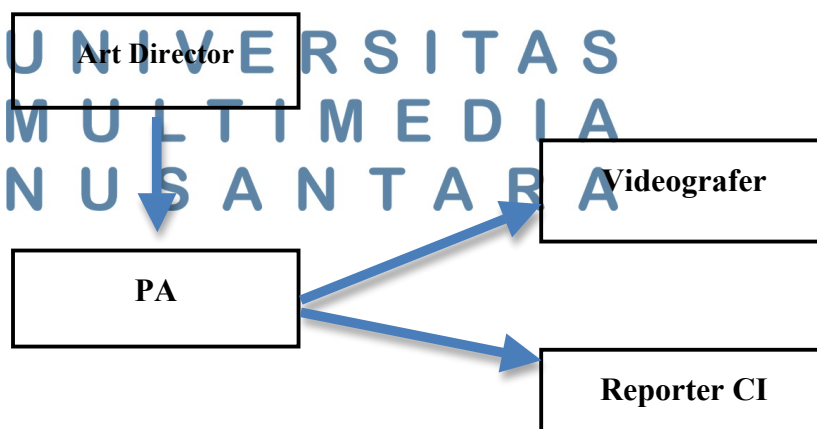 Art Director
UNIVERSITAS
MULTIMEDIA
NUSANTARA
Videografer
PA
Reporter CI